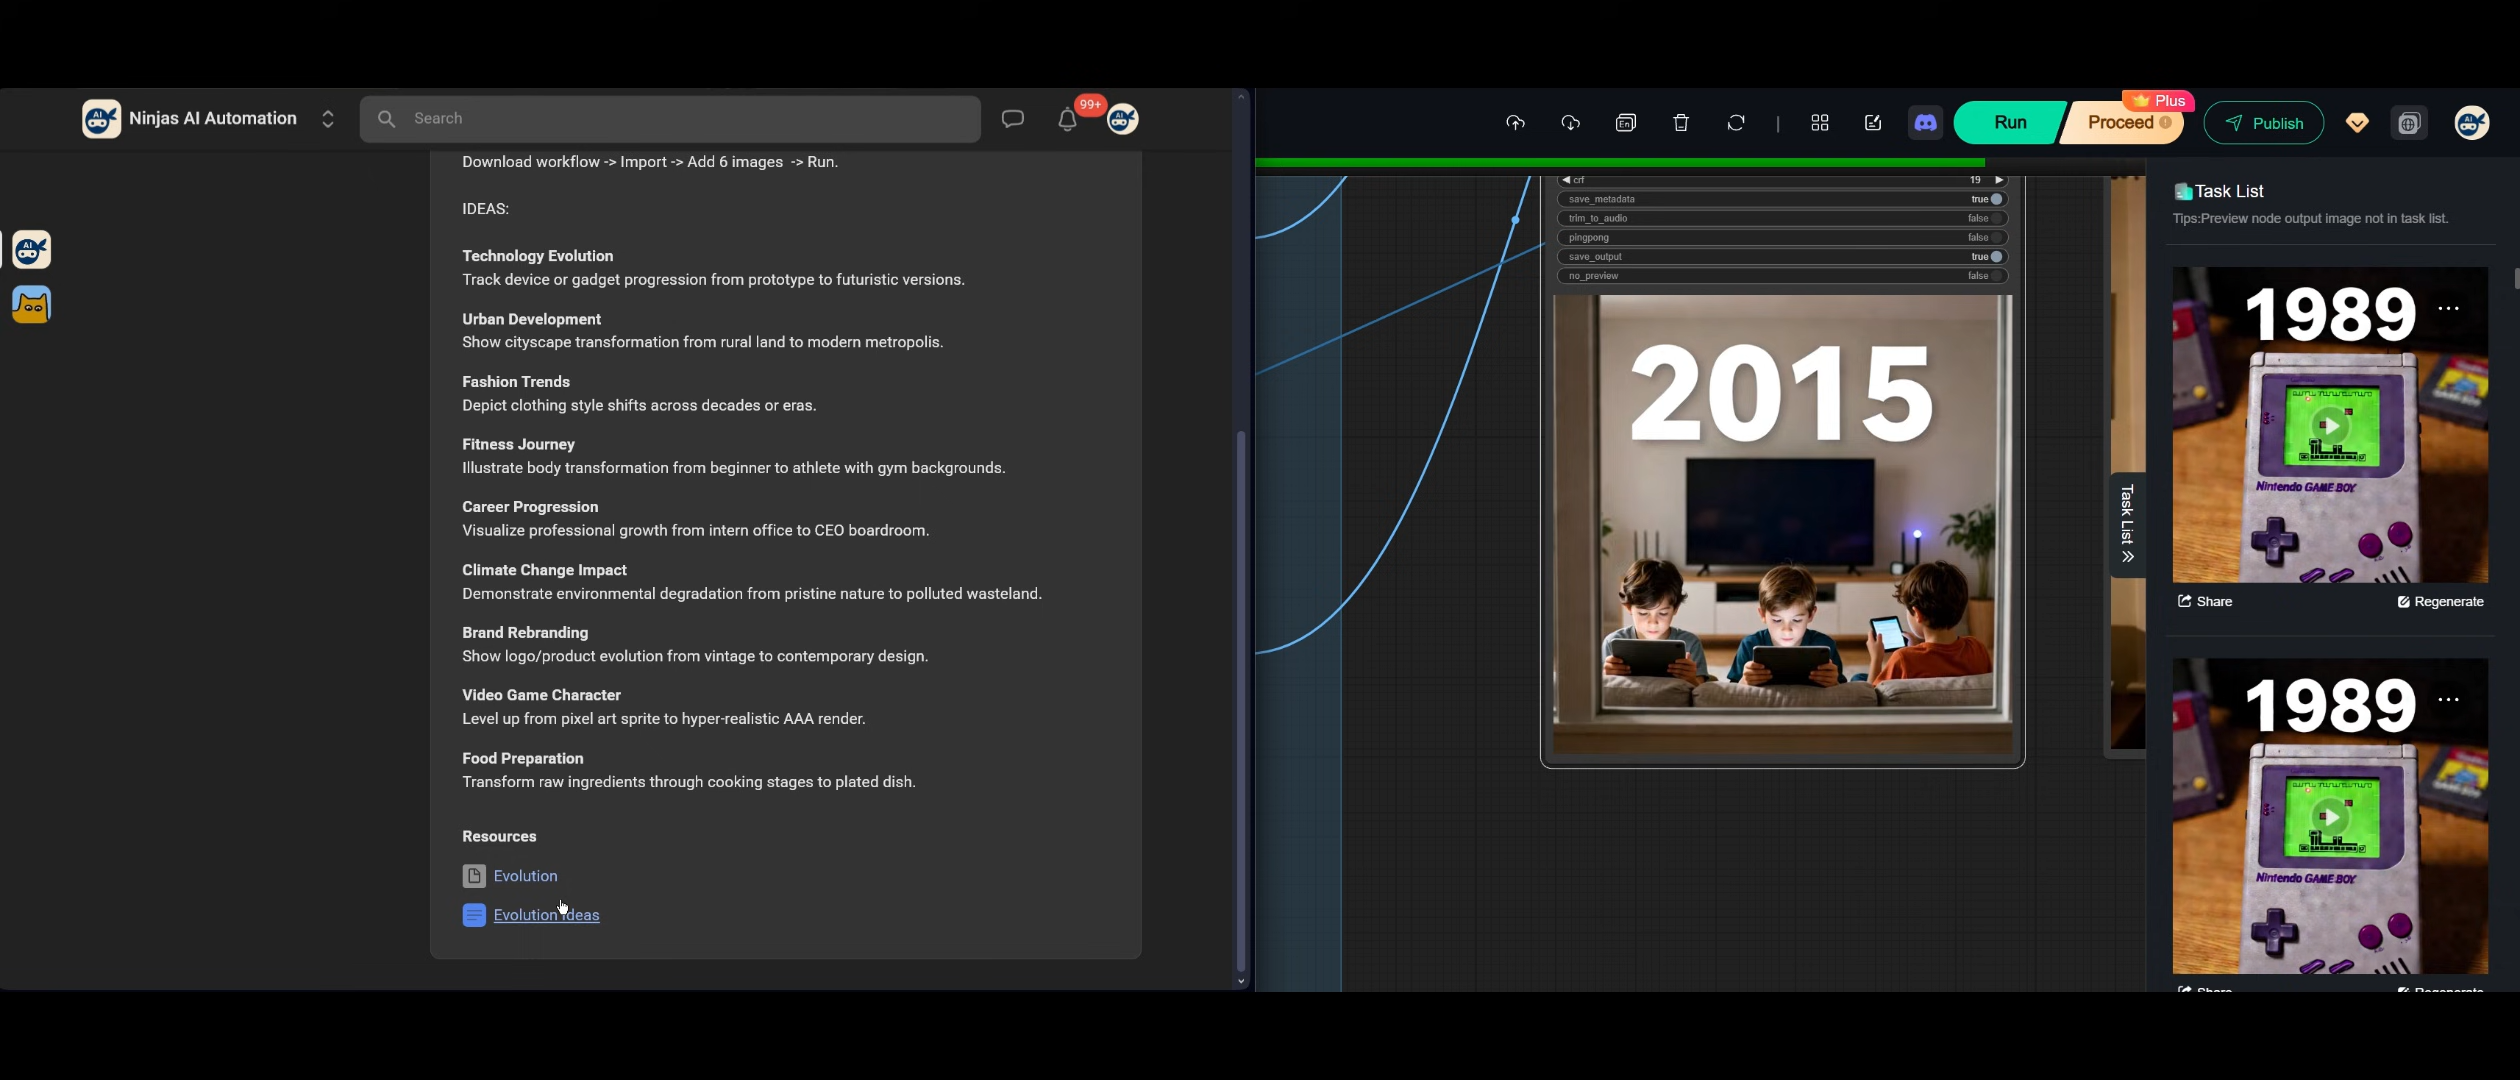 Ninjas AI Automation
Search
99+
Download workflow -> Import -> Add 6 images -> Run.
IDEAS:
Technology Evolution
Track device or gadget progression from prototype to futuristic versions.
Urban Development
Show cityscape transformation from rural land to modern metropolis.
Fashion Trends
Depict clothing style shifts across decades or eras.
Fitness Journey
Illustrate body transformation from beginner to athlete with gym backgrounds.
Career Progression
Visualize professional growth from intern office to CEO boardroom.
Climate Change Impact
Demonstrate environmental degradation from pristine nature to polluted wasteland.
Brand Rebranding
Show logo/product evolution from vintage to contemporary design.
Video Game Character
Level up from pixel art sprite to hyper-realistic AAA render.
Food Preparation
Transform raw ingredients through cooking stages to plated dish.
Resources
Evolution
Evolution Ideas
En
Run
Proceed
Plus
Publish
crf 19
save_metadata true
trim_to_audio false
pingpong false
save_output true
no_preview false
2015
Task List
Task List
Tips:Preview node output image not in task list.
1989
Nintendo GAME BOY
Share
Regenerate
1989
Nintendo GAME BOY
Share
Regenerate